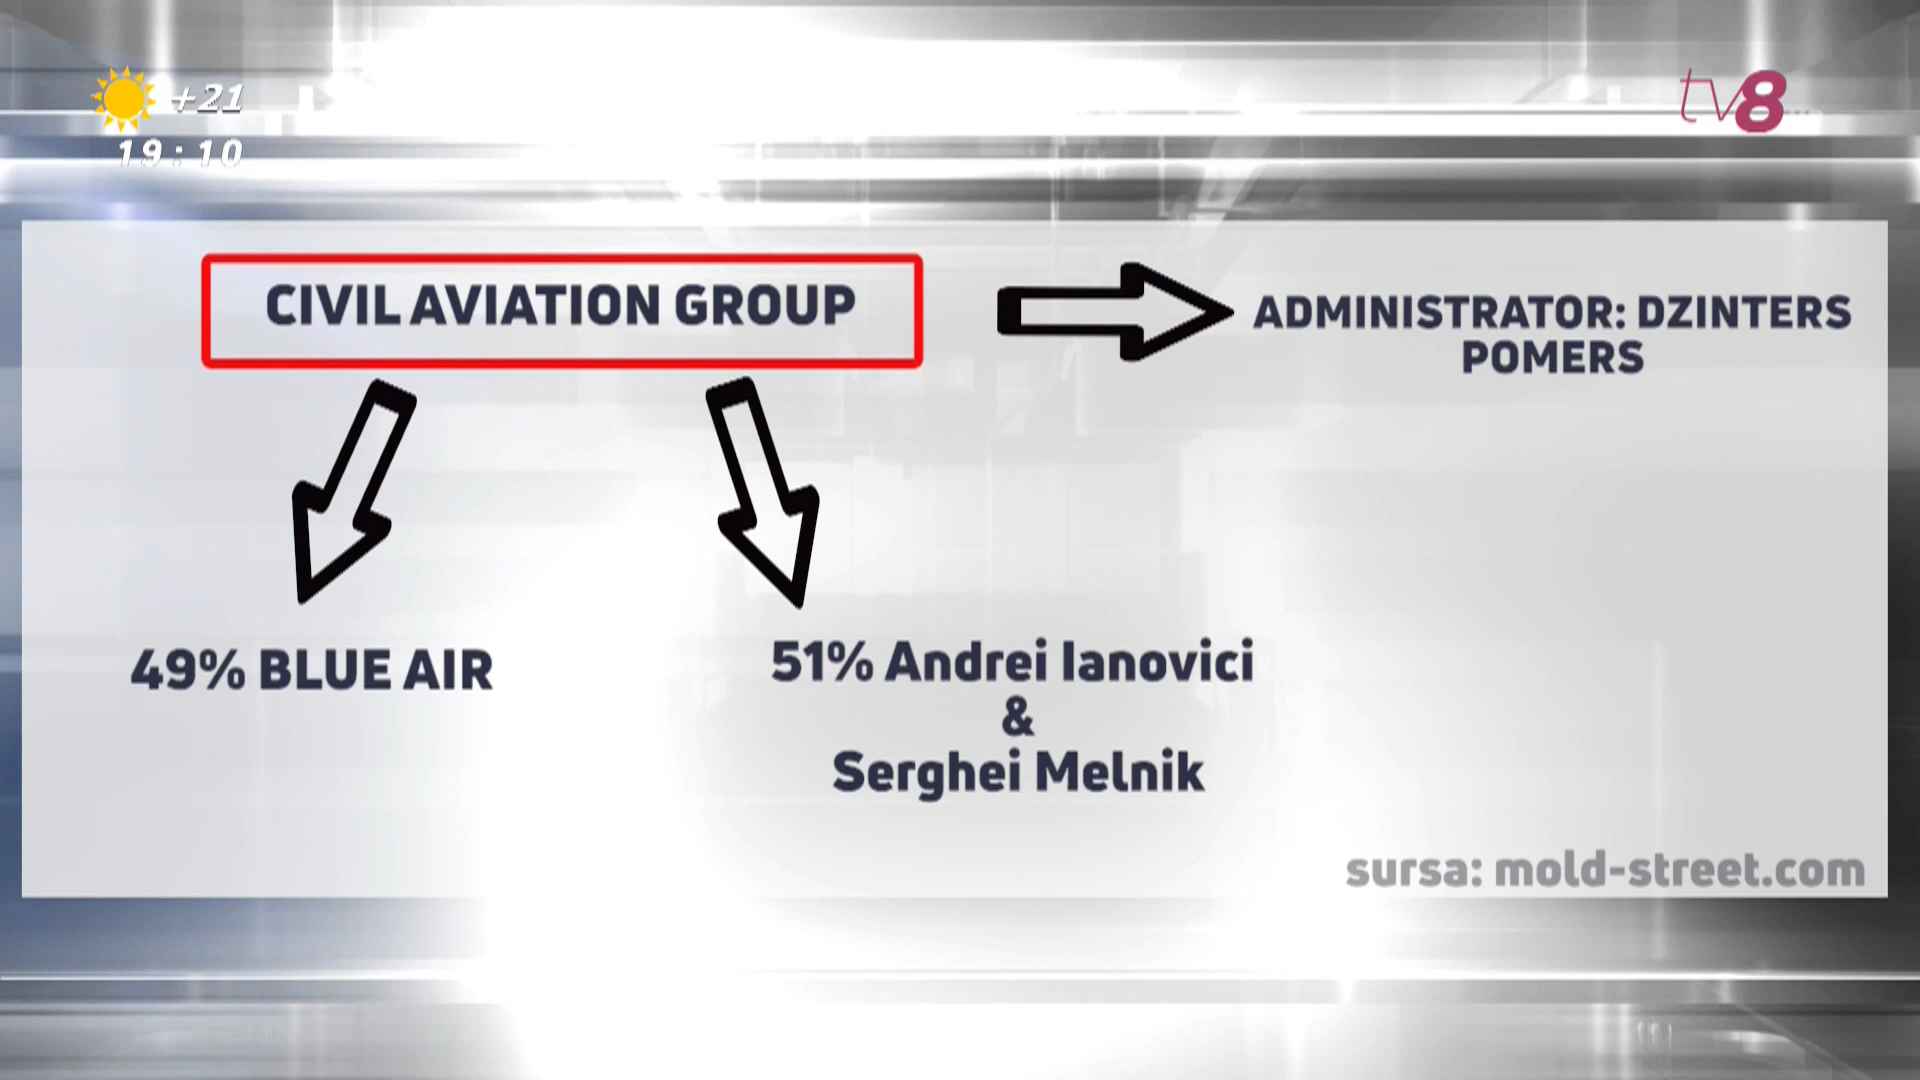 +21
tv8
19:10
CIVIL AVIATION GROUP
ADMINISTRATOR: DZINTERS
POMERS
49% BLUE AIR
51% Andrei Ianovici
&
Serghei Melnik
sursa: mold-street.com